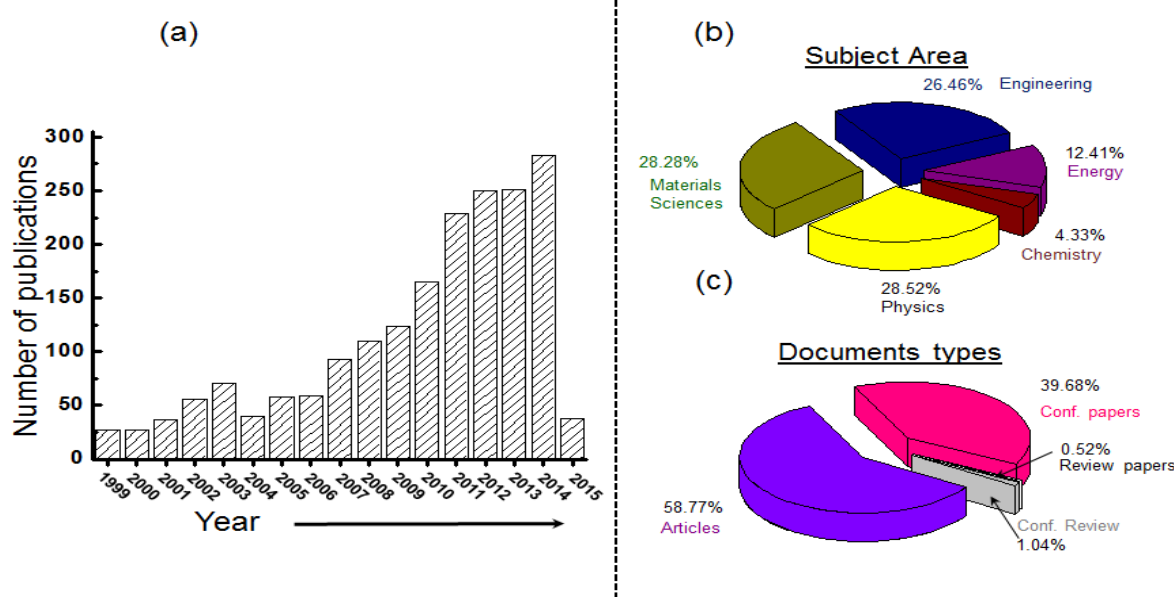 (a)
Number of publications
300
250
200
150
100
50
0
1999
2000
2001
2002
2003
2004
2005
2006
2007
2008
2009
2010
2011
2012
2013
2014
2015
Year
(b)
Subject Area
26.46% Engineering
12.41%
Energy
4.33%
Chemistry
28.52%
Physics
28.28%
Materials
Sciences
(c)
Documents types
39.68%
Conf. papers
0.52%
Review papers
Conf. Review
1.04%
58.77%
Articles